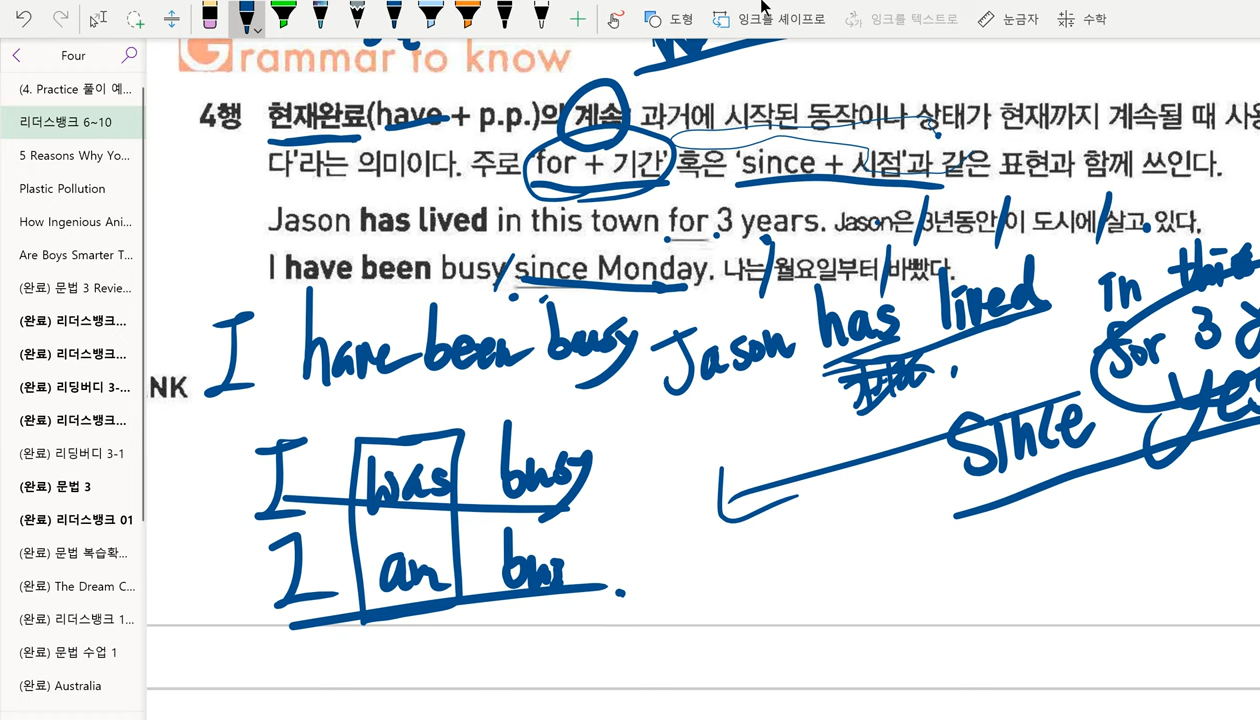 도형 잉크를 셰이프로 잉크를 텍스트로 눈금자 수학
Four
(4. Practice 풀이 예...
리더스뱅크 6~10
5 Reasons Why Yo...
Plastic Pollution
How Ingenious Ani...
Are Boys Smarter T...
(완료) 문법 3 Revie...
(완료) 리더스뱅크...
(완료) 리더스뱅크...
(완료) 리딩버디 3-...
(완료) 리더스뱅크...
(완료) 리딩버디 3-1
(완료) 문법 3
(완료) 리더스뱅크 01
(완료) 문법 복습확...
(완료) The Dream C...
(완료) 리더스뱅크 1...
(완료) 문법 수업 1
(완료) Australia
Grammar to know
4행 현재완료(have + p.p.)의 계속 과거에 시작된 동작이나 상태가 현재까지 계속될 때
다'라는 의미이다. 주로 'for + 기간' 혹은 'since + 시점'과 같은 표현과 함께 쓰인다.
Jason has lived in this town for 3 years. Jason은 3년동안 이 도시에 살고 있다.
I have been busy since Monday. 나는 월요일부터 바빴다.
I have been busy Jason has lived in this
for 3
NK
since
I was busy
I am